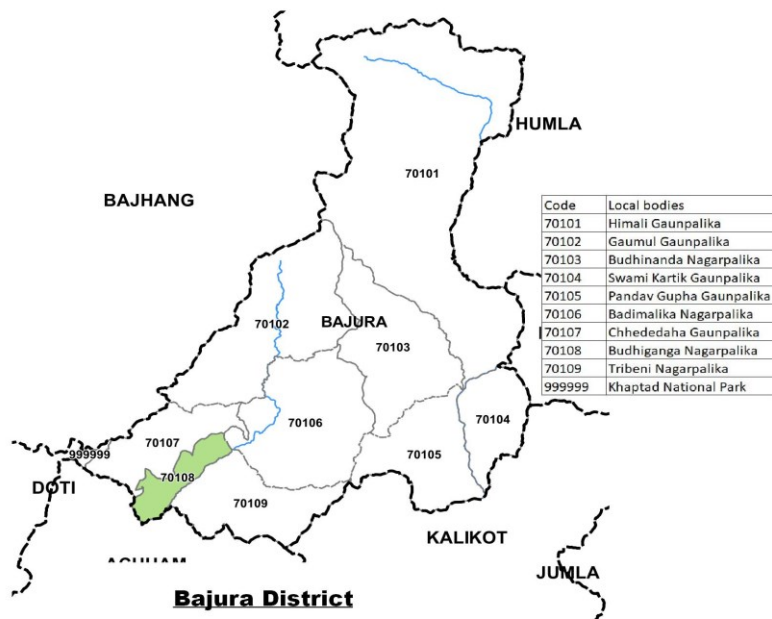 HUMLA
70101
BAJHANG
Code Local bodies
70101 Himali Gaunpalika
70102 Gaumul Gaunpalika
70103 Budhinanda Nagarpalika
70104 Swami Kartik Gaunpalika
70105 Pandav Gupha Gaunpalika
70106 Badimalika Nagarpalika
70107 Chhededaha Gaunpalika
70108 Budhiganga Nagarpalika
70109 Tribeni Nagarpalika
999999 Khaptad National Park
70102
BAJURA
70103
70104
70106
70107
999999
70105
70108
DOTI
70109
KALIKOT
JUMLA
Bajura District